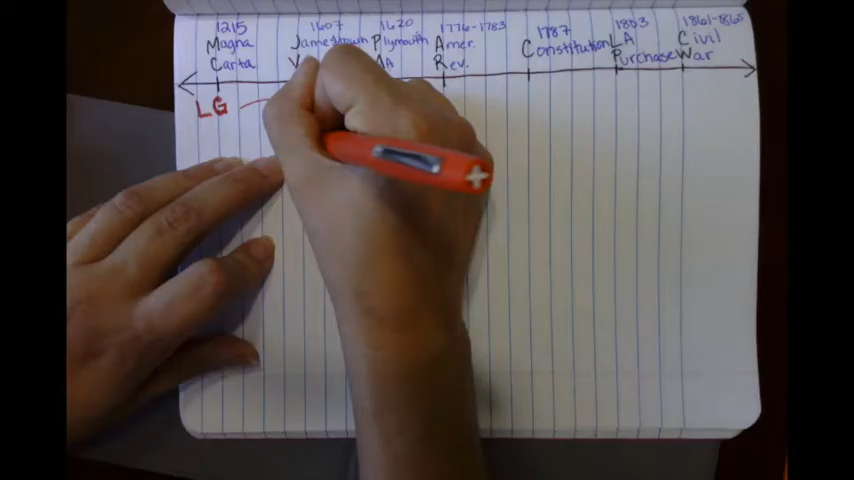 1215 1607 1620 1776-1783 1787 1803 1861-1865
Magna Jamestown Plymouth Amer. Constitution LA Civil
Carta V A Rev. Purchase War
LG